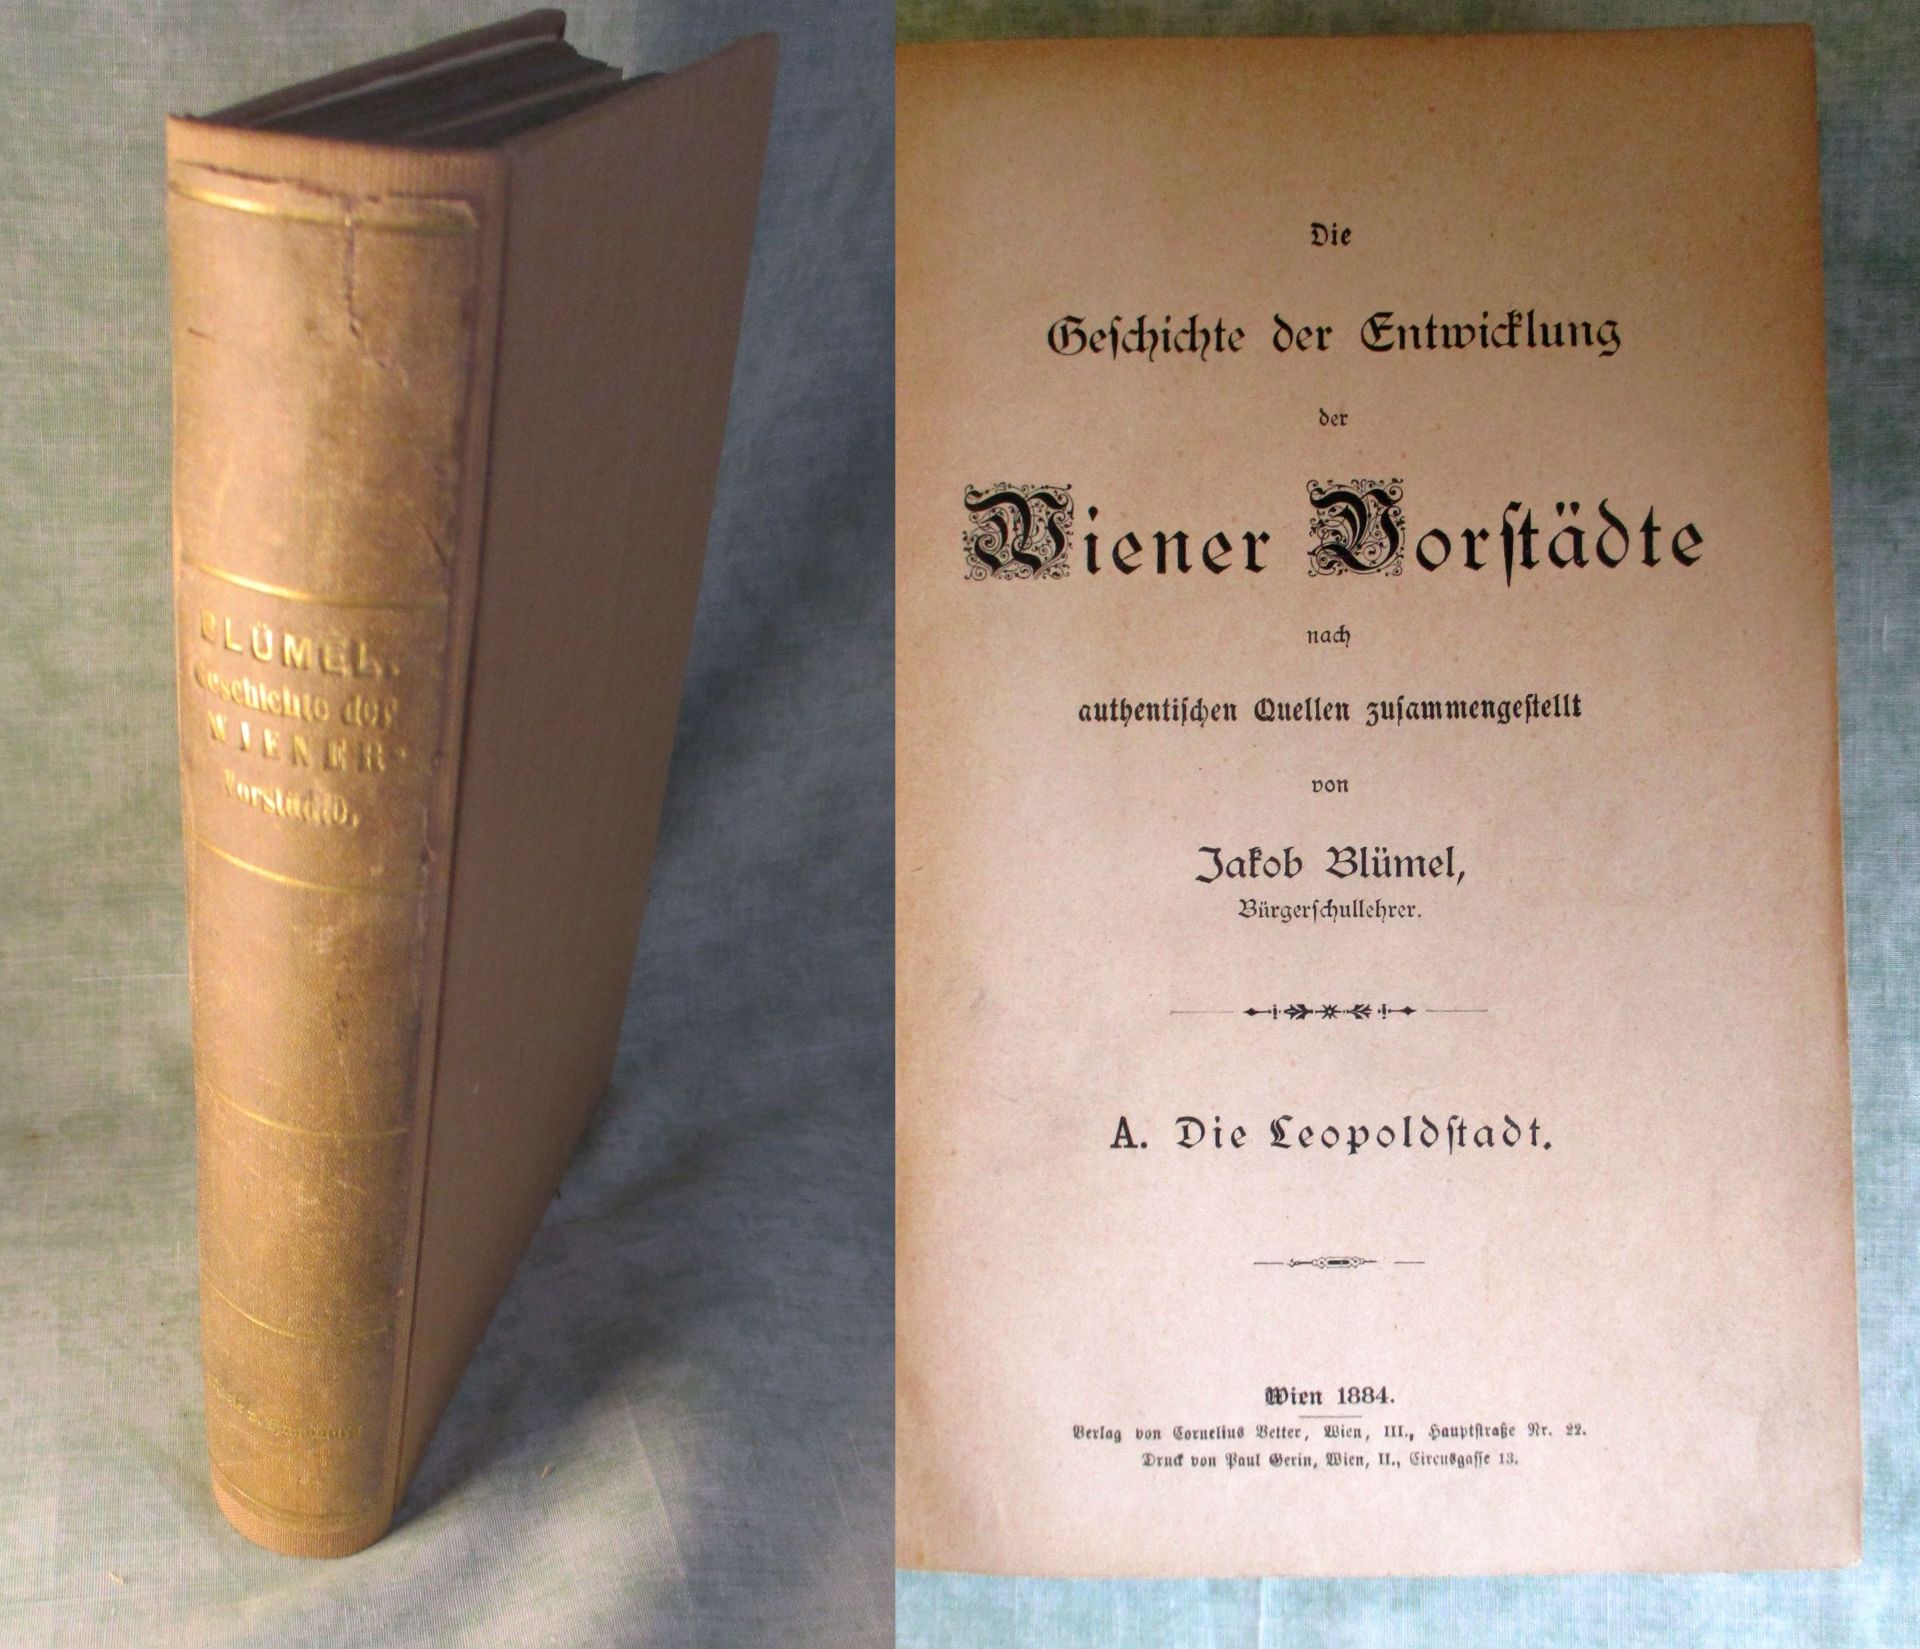 BLÜMEL.
Geschichte der
WIENER
Vorstädte.
Die
Geschichte der Entwicklung
der
Wiener Vorstädte
nach
authentischen Quellen zusammengestellt
von
Jakob Blümel,
Bürgerschullehrer.
A. Die Leopoldstadt.
Wien 1884.
Verlag von Cornelius Vetter, Wien, III., Hauptstraße Nr. 22.
Druck von Paul Gerin, Wien, II., Circusgasse 13.